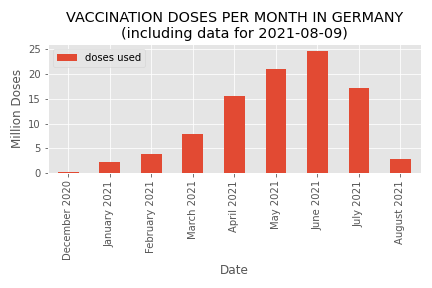 VACCINATION DOSES PER MONTH IN GERMANY
(including data for 2021-08-09)
doses used
Million Doses
25
20
15
10
5
0
December 2020
January 2021
February 2021
March 2021
April 2021
May 2021
June 2021
July 2021
August 2021
Date